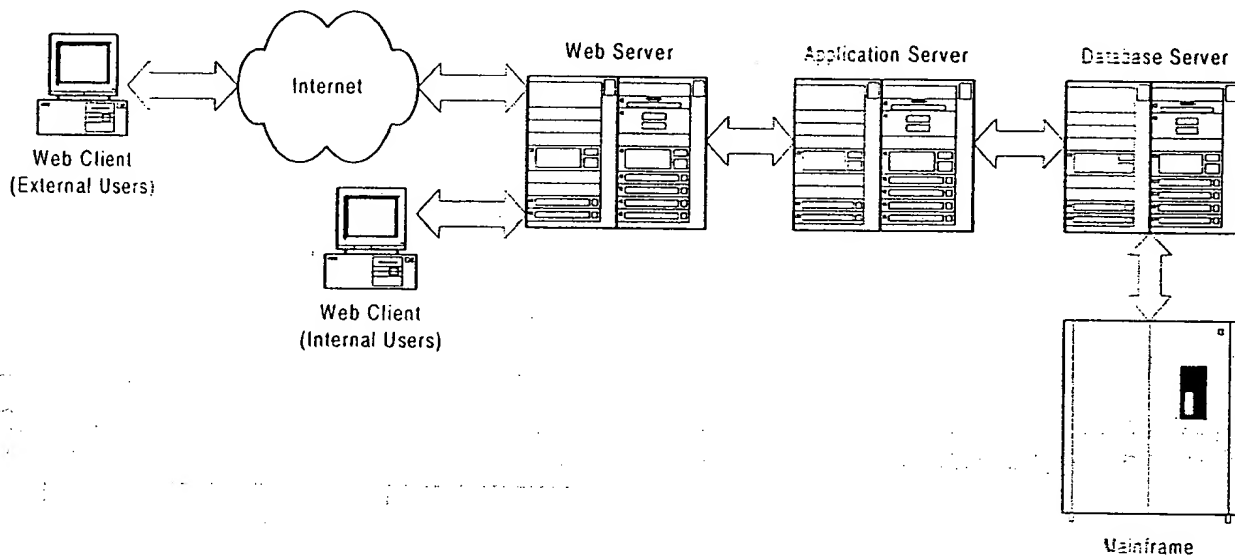 Web Server
Application Server
Database Server
Internet
Web Client
(External Users)
Web Client
(Internal Users)
Mainframe